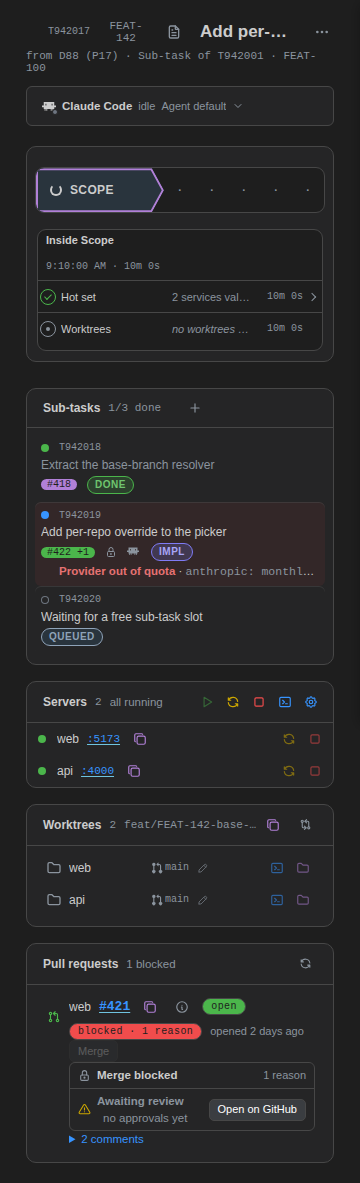 T942017 FEAT-142 Add per-…
from D88 (P17) · Sub-task of T942001 · FEAT-100
Claude Code idle Agent default
SCOPE
Inside Scope
9:10:00 AM · 10m 0s
Hot set 2 services val… 10m 0s
Worktrees no worktrees … 10m 0s
Sub-tasks 1/3 done
T942018
Extract the base-branch resolver
#418 DONE
T942019
Add per-repo override to the picker
#422 +1 IMPL
Provider out of quota · anthropic: monthl…
T942020
Waiting for a free sub-task slot
QUEUED
Servers 2 all running
web :5173
api :4000
Worktrees 2 feat/FEAT-142-base-…
web main
api main
Pull requests 1 blocked
web #421 open
blocked · 1 reason opened 2 days ago
Merge
Merge blocked 1 reason
Awaiting review
no approvals yet
Open on GitHub
2 comments